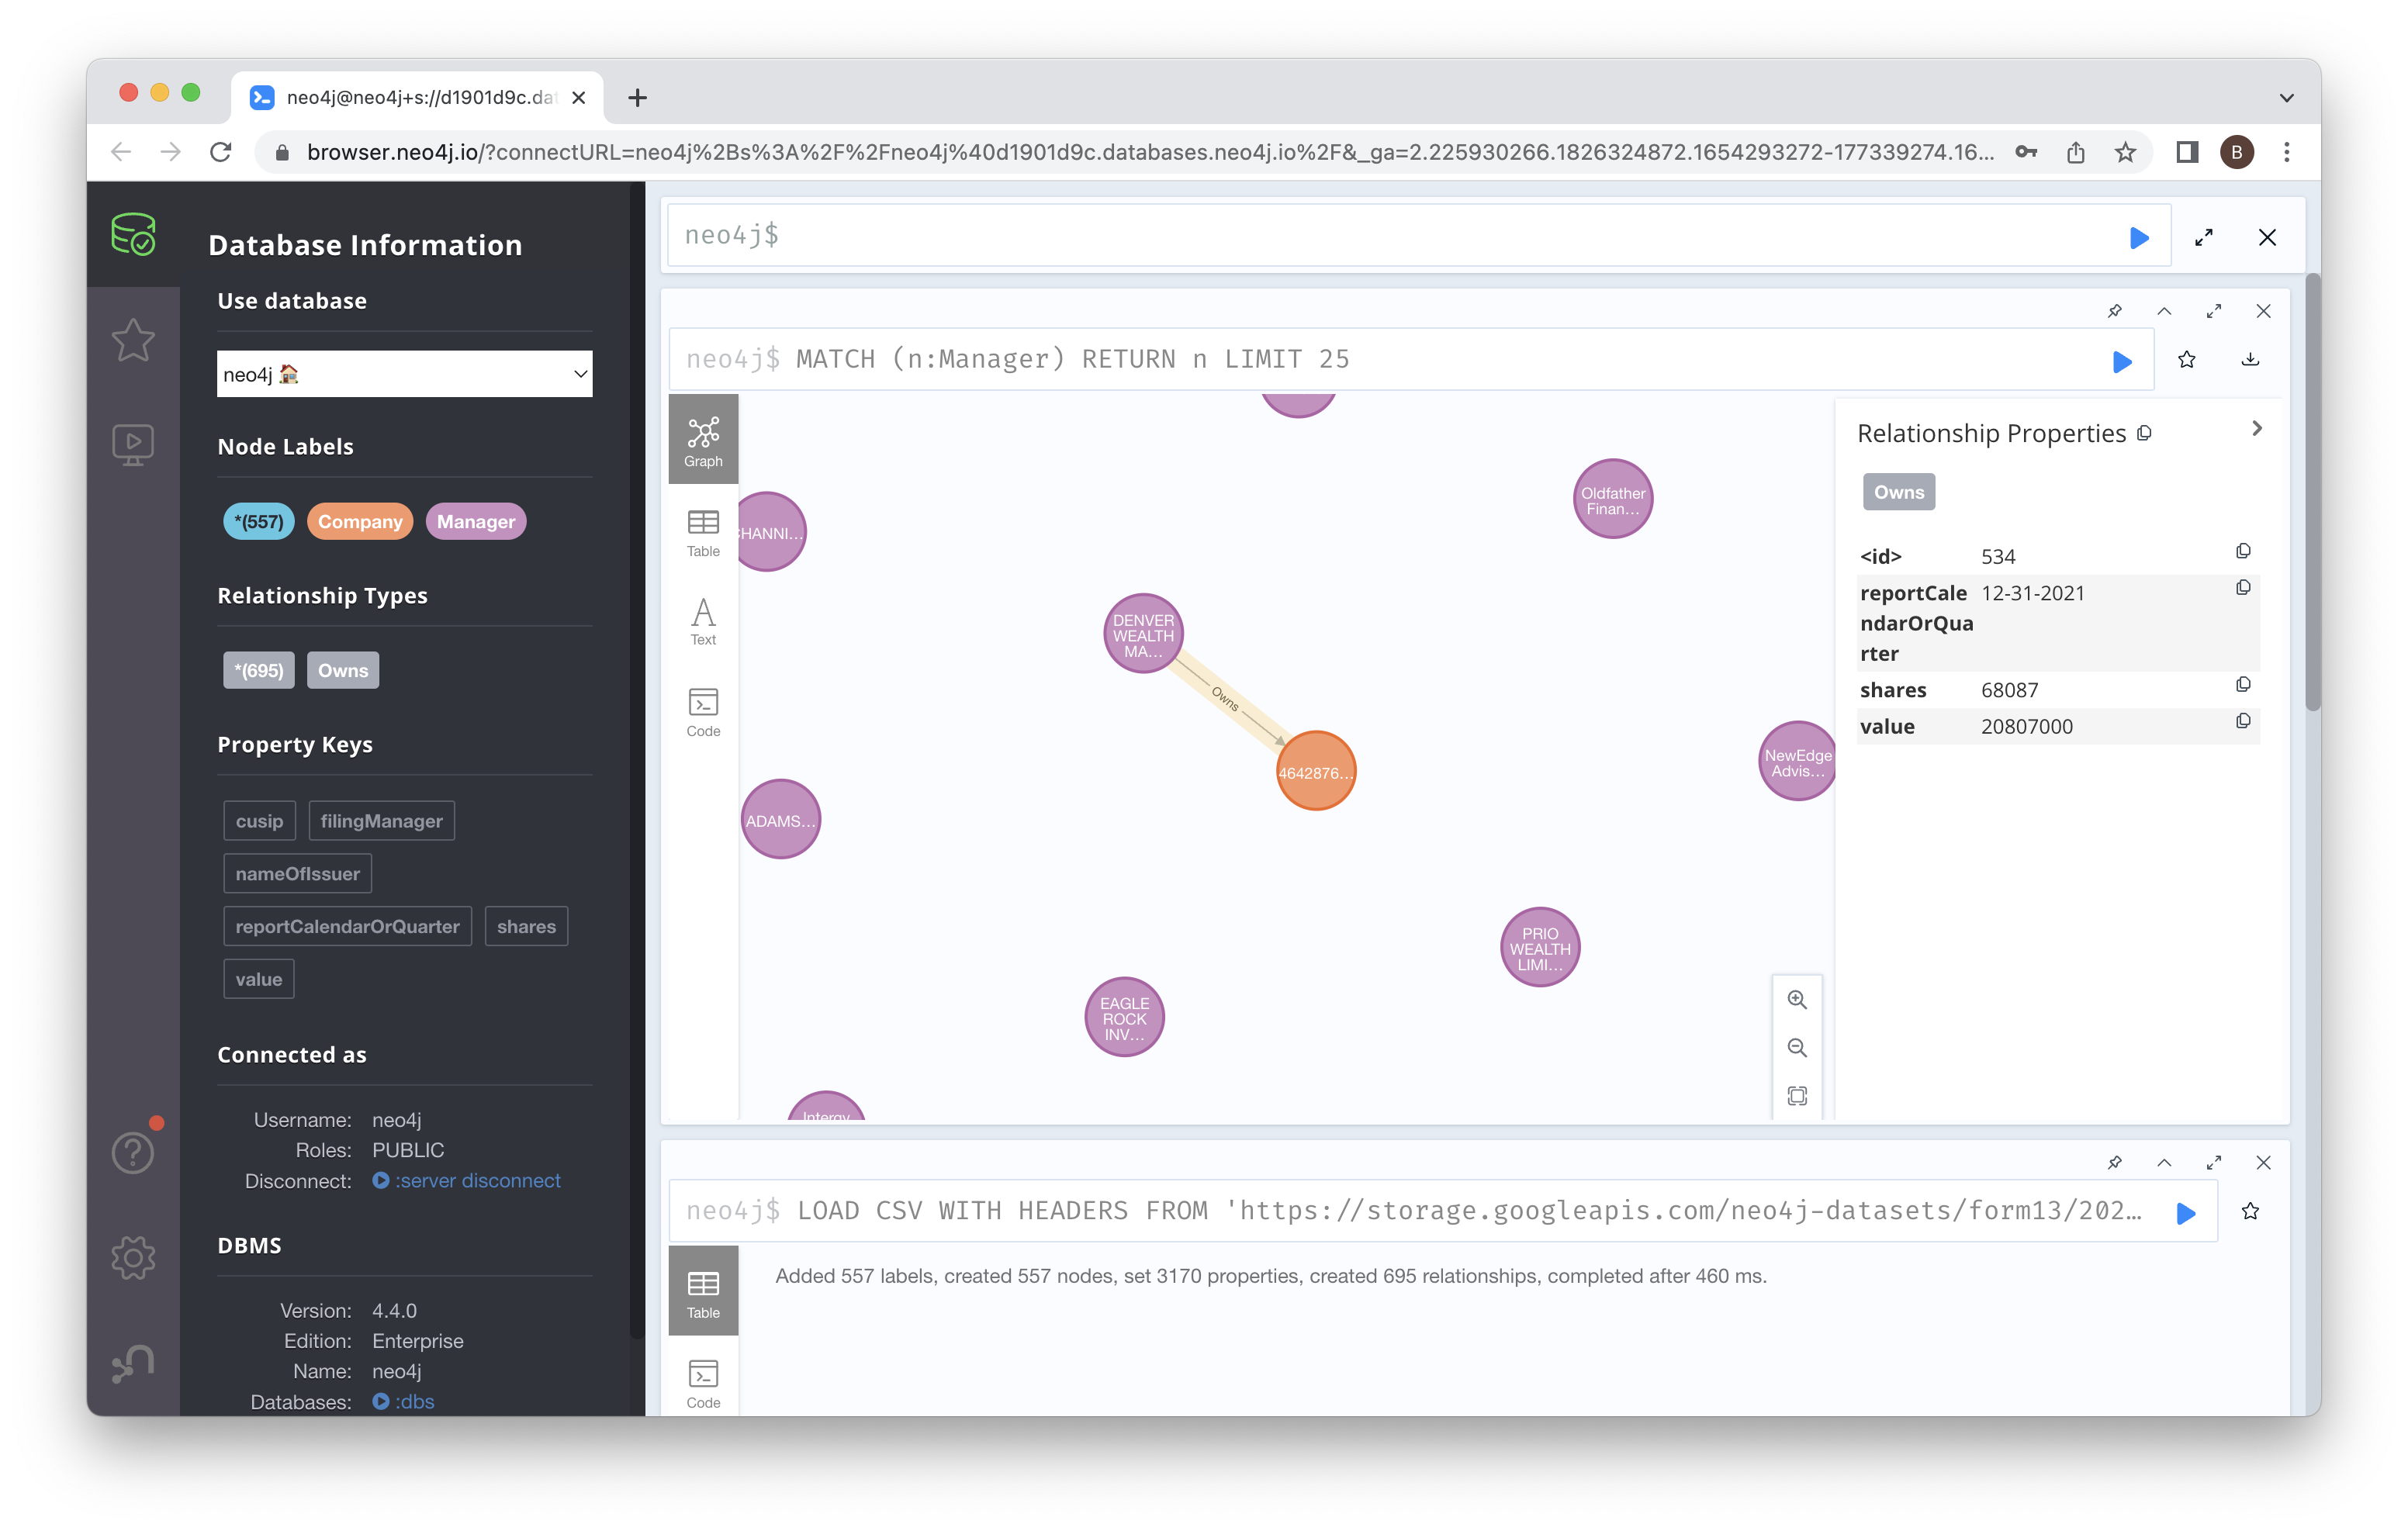 neo4j@neo4j+s://d1901d9c.dat
browser.neo4j.io/?connectURL=neo4j%2Bs%3A%2F%2Fneo4j%40d1901d9c.databases.neo4j.io%2F&_ga=2.225930266.1826324872.1654293272-177339274.16...
B
Database Information
Use database
neo4j
Node Labels
*(557) Company Manager
Relationship Types
*(695) Owns
Property Keys
cusip filingManager
nameOfIssuer
reportCalendarOrQuarter shares
value
Connected as
Username: neo4j
Roles: PUBLIC
Disconnect: :server disconnect
DBMS
Version: 4.4.0
Edition: Enterprise
Name: neo4j
Databases: :dbs
neo4j$
neo4j$ MATCH (n:Manager) RETURN n LIMIT 25
Graph
Table
Text
Code
HANNI...
Oldfather
Finan...
DENVER
WEALTH
MA...
Owns
4642876...
NewEdge
Advis...
ADAMS...
PRIO
WEALTH
LIMI...
EAGLE
ROCK
INV...
Intergy
Relationship Properties
Owns
<id> 534
reportCale 12-31-2021
ndarOrQua
rter
shares 68087
value 20807000
neo4j$ LOAD CSV WITH HEADERS FROM 'https://storage.googleapis.com/neo4j-datasets/form13/202...
Table
Code
Added 557 labels, created 557 nodes, set 3170 properties, created 695 relationships, completed after 460 ms.